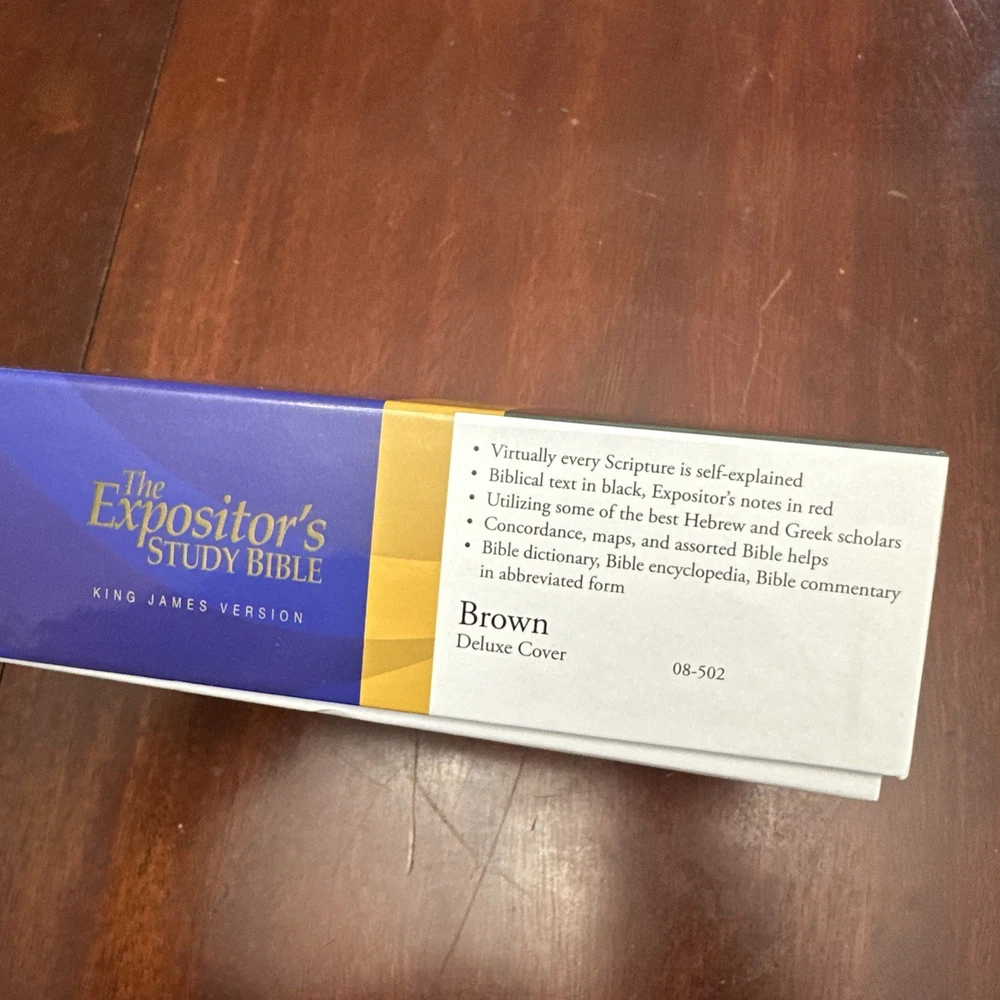 The
Expositor's
STUDY BIBLE
KING JAMES VERSION
• Virtually every Scripture is self-explained
• Biblical text in black, Expositor's notes in red
• Utilizing some of the best Hebrew and Greek scholars
• Concordance, maps, and assorted Bible helps
• Bible dictionary, Bible encyclopedia, Bible commentary
in abbreviated form
Brown
Deluxe Cover
08-502